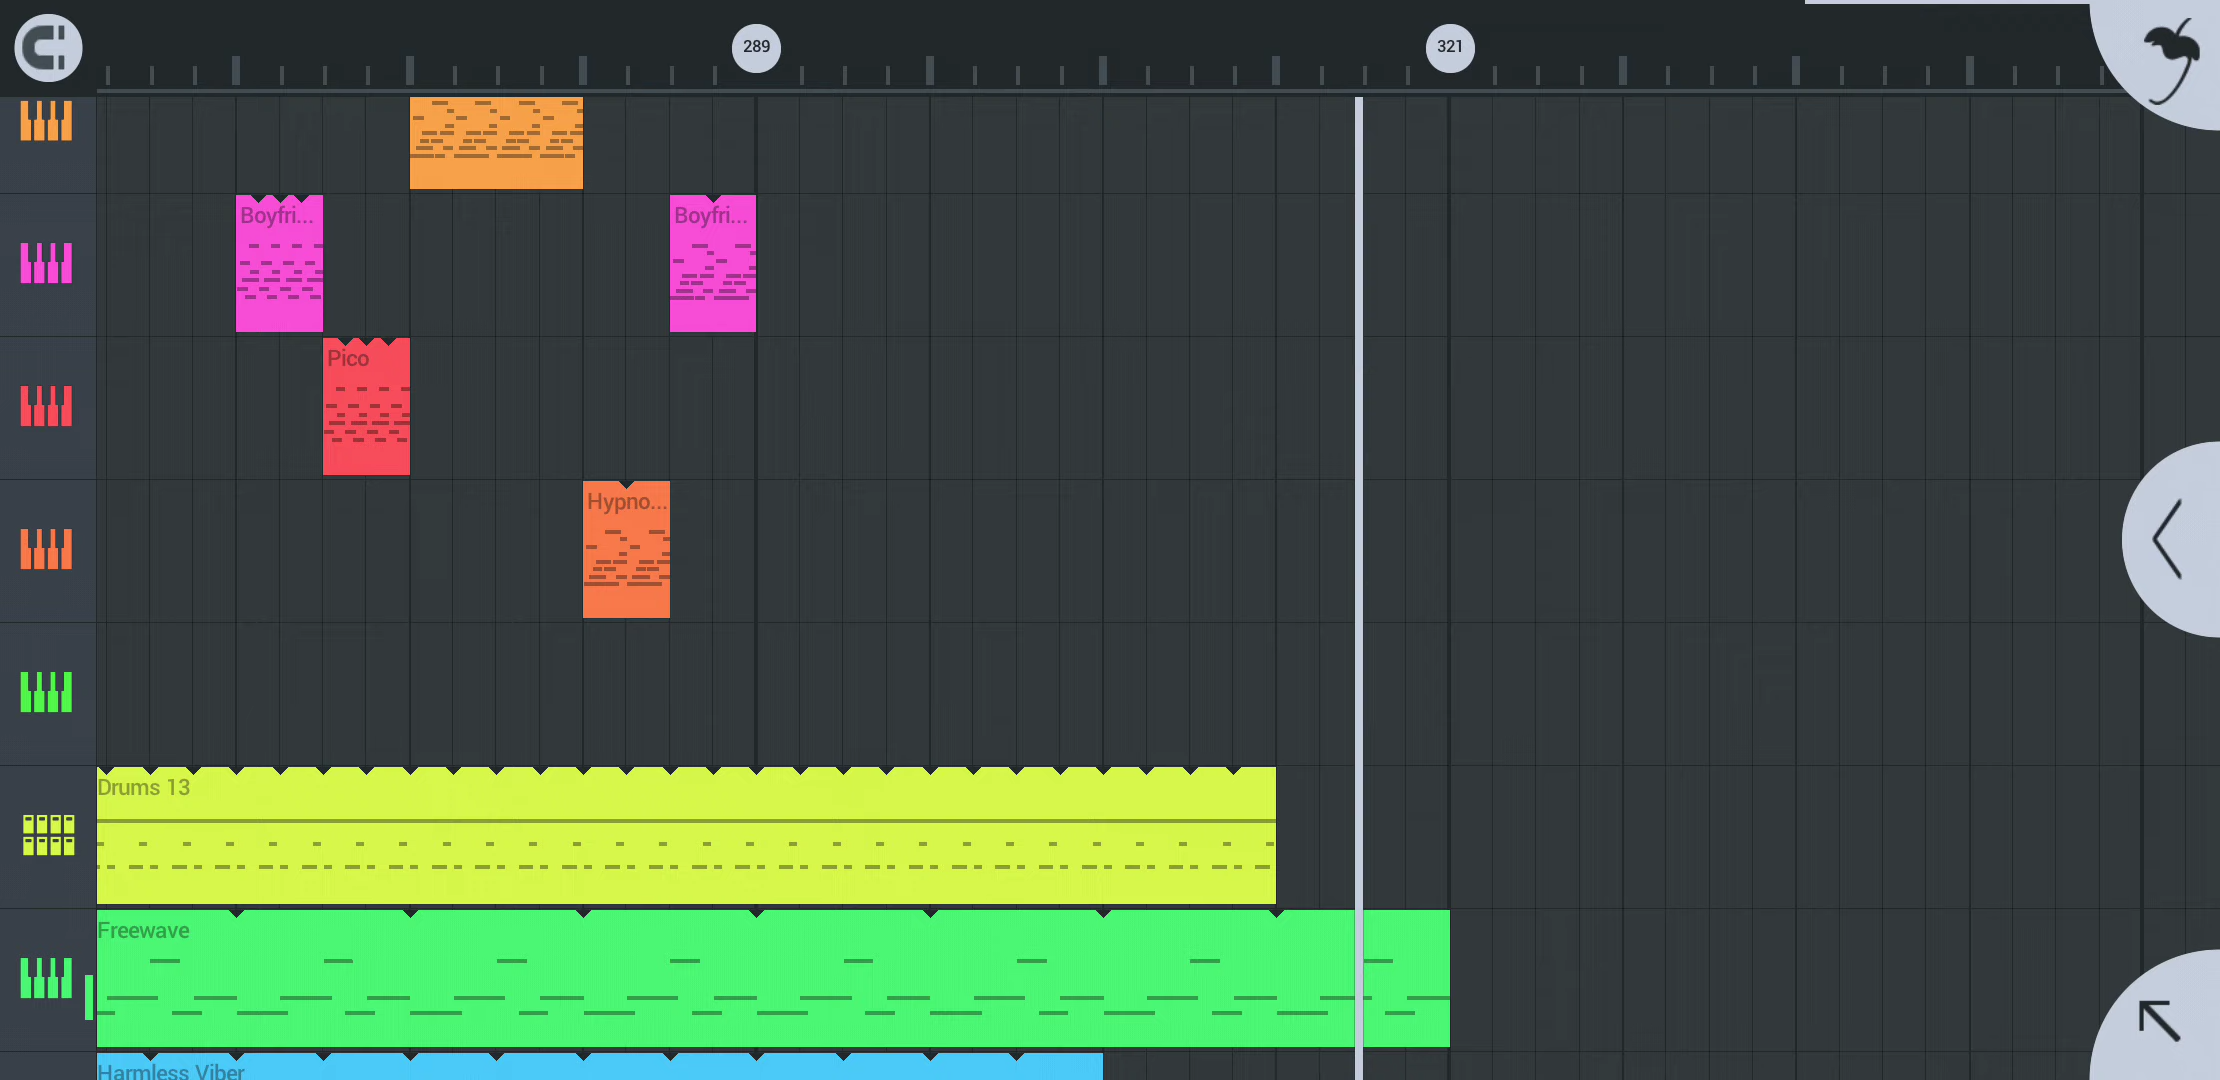 289
321
Boyfri...
Boyfri...
Pico
Hypno...
Drums 13
Freewave
Harmless Viber